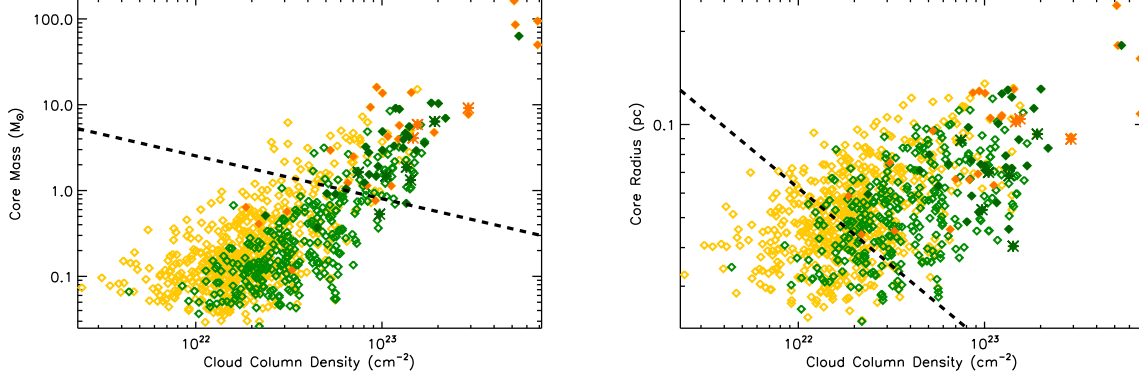 100.0
10.0
1.0
0.1
Core Mass (M⊙)
10²²
10²³
Cloud Column Density (cm⁻²)
0.1
Core Radius (pc)
10²²
10²³
Cloud Column Density (cm⁻²)